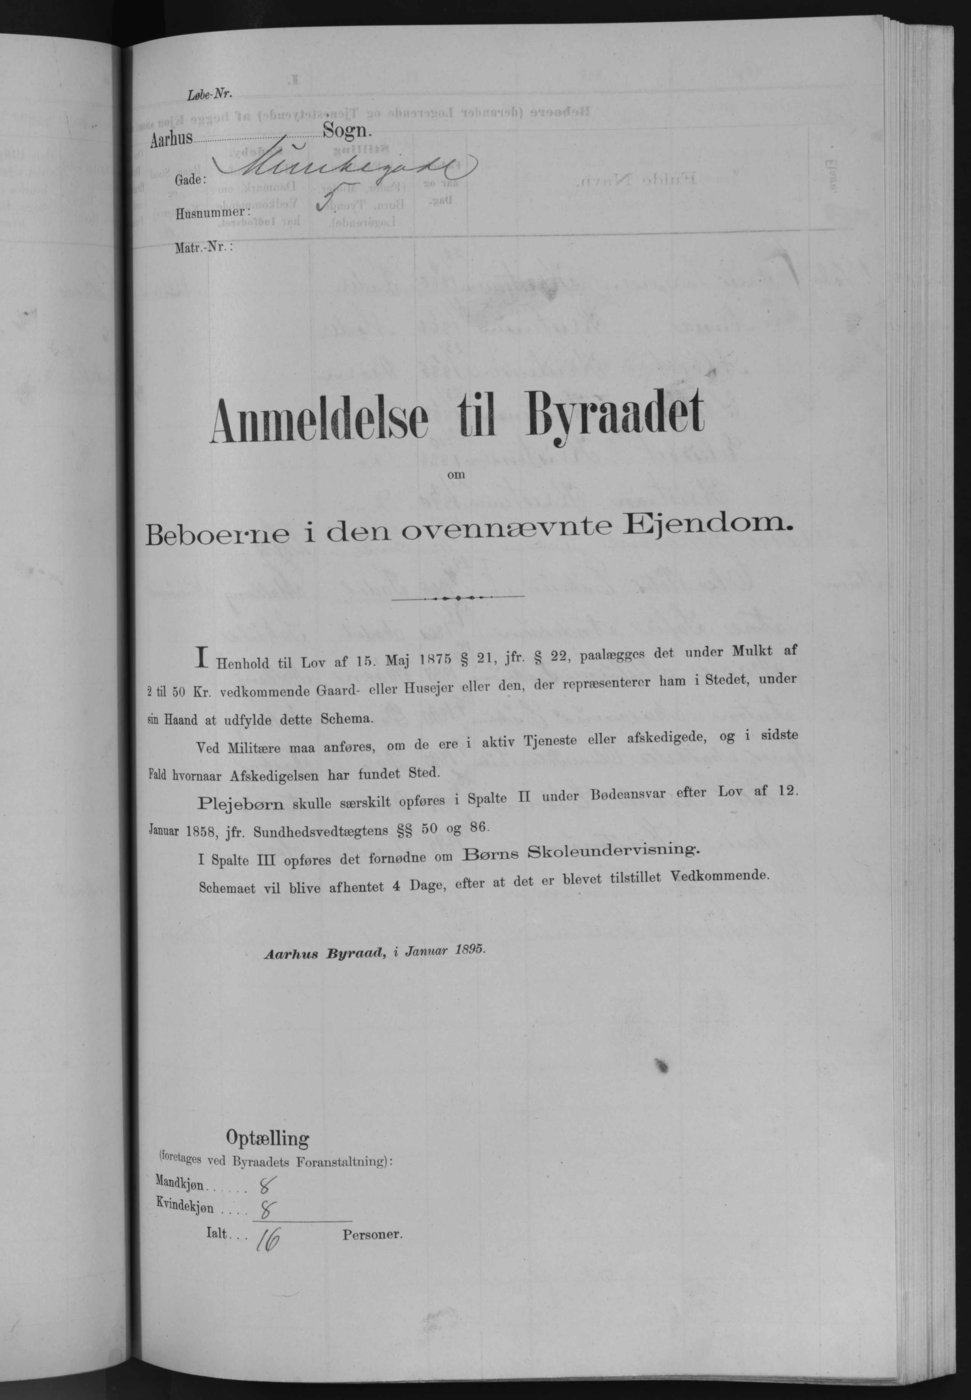 Løbe-Nr.
Aarhus Sogn.
Gade: Munkegade
Husnummer: 5.
Matr.-Nr.:
Anmeldelse til Byraadet
om
Beboerne i den ovennævnte Ejendom.
I Henhold til Lov af 15. Maj 1875 § 21, jfr. § 22, paalægges det under Mulkt af
2 til 50 Kr. vedkommende Gaard- eller Husejer eller den, der repræsenterer ham i Stedet, under
sin Haand at udfylde dette Schema.
Ved Militære maa anføres, om de ere i aktiv Tjeneste eller afskedigede, og i sidste
Fald hvornaar Afskedigelsen har fundet Sted.
Plejebørn skulle særskilt opføres i Spalte II under Bødeansvar efter Lov af 12.
Januar 1858, jfr. Sundhedsvedtægtens §§ 50 og 86.
I Spalte III opføres det fornødne om Børns Skoleundervisning.
Schemaet vil blive afhentet 4 Dage, efter at det er blevet tilstillet Vedkommende.
Aarhus Byraad, i Januar 1895.
Optælling
(foretages ved Byraadets Foranstaltning):
Mandkjøn...... 8
Kvindekjøn .... 8
Ialt... 16 Personer.